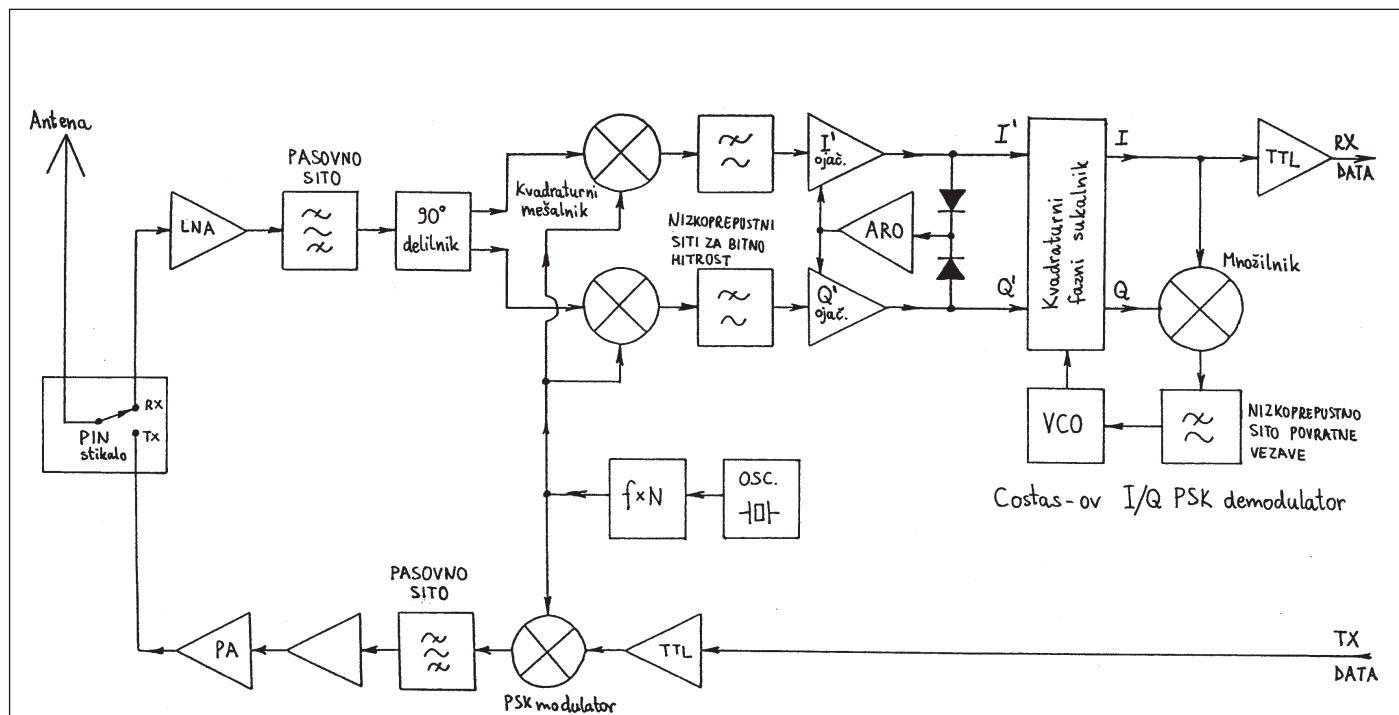 Antena
LNA
PASOVNO
SITO
90°
delilnik
Kvadraturni
mešalnik
I'
ojač.
NIZKOPREPUSTNI
SITI ZA BITNO
HITROST
ARO
Q'
ojač.
I'
Q'
Kvadraturni
fazni sukalnik
I
Q
TTL
RX
DATA
Množilnik
VCO
NIZKOPREPUSTNO
SITO POVRATNE
VEZAVE
Costas-ov I/Q PSK demodulator
RX
TX
PIN
stikalo
f×N
OSC.
PASOVNO
SITO
PA
PSK modulator
TTL
TX
DATA